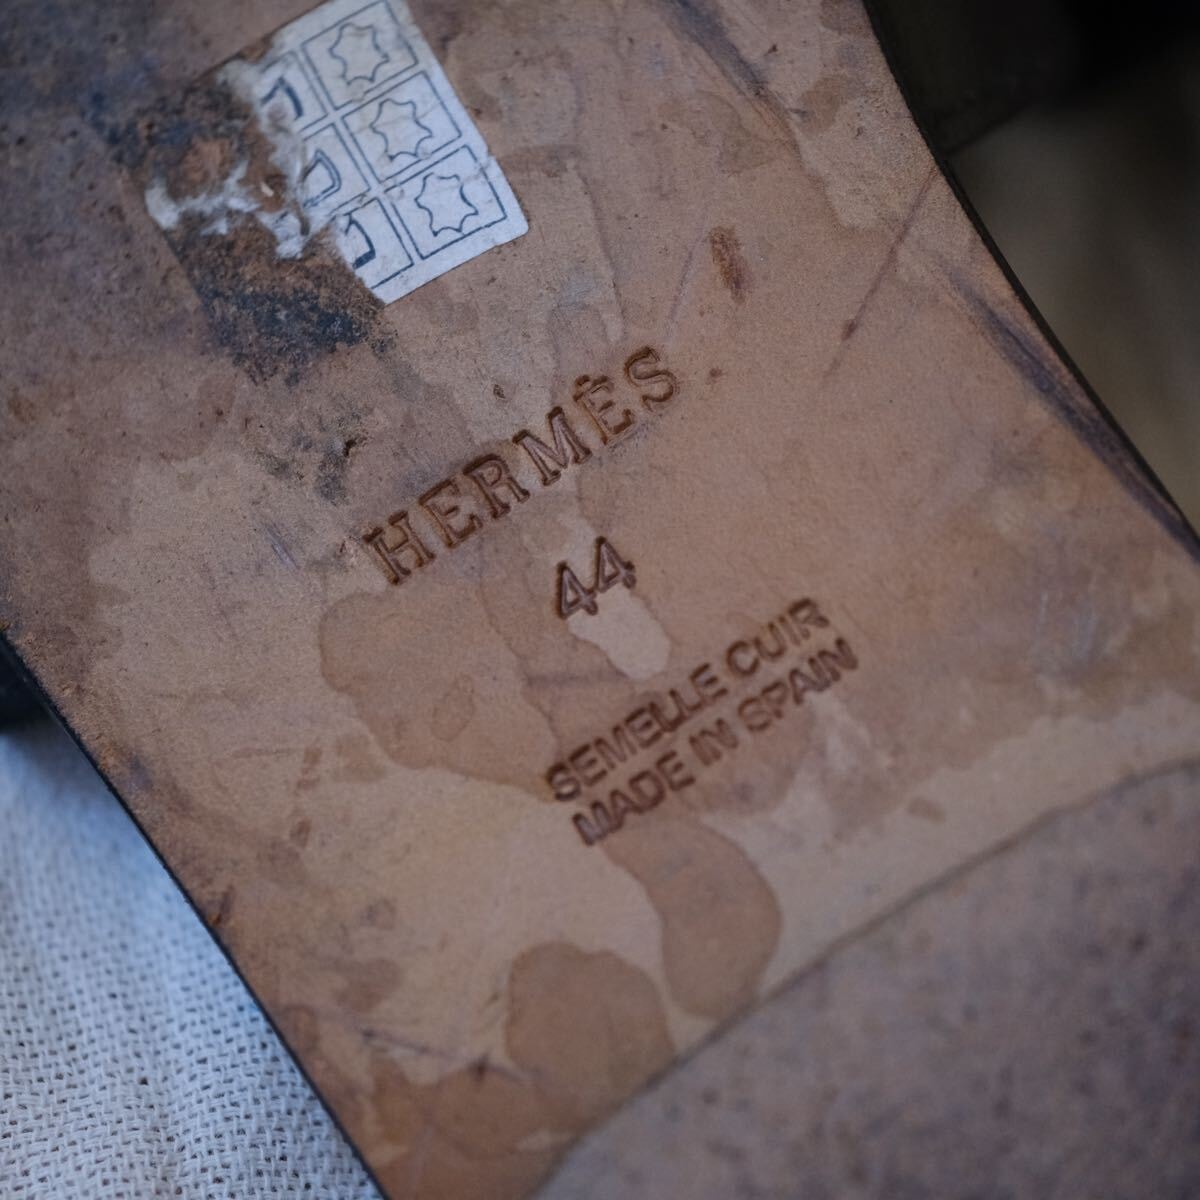 HERMÈS
44
SEMELLE CUIR
MADE IN SPAIN